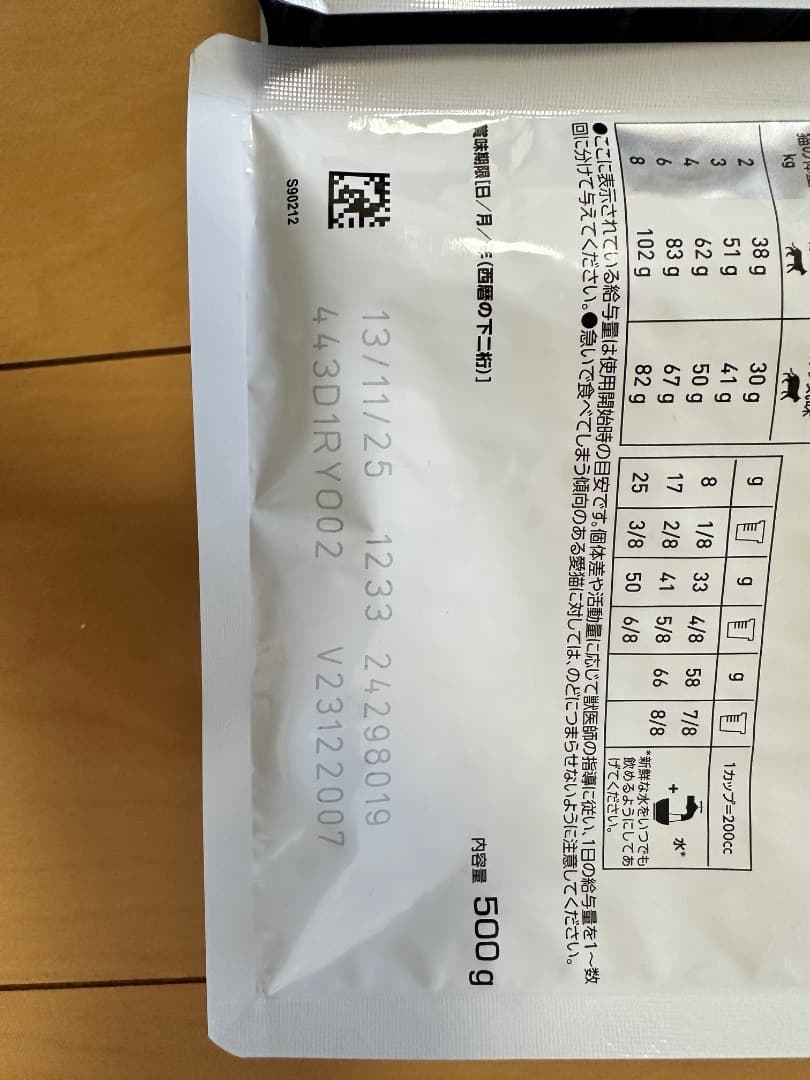 kg
2 38 g 30 g
3 51 g 41 g
4 62 g 50 g
6 83 g 67 g
8 102 g 82 g
g g g 1カップ=200cc
8 1/8 33 4/8 58 7/8
17 2/8 41 5/8 66 8/8
25 3/8 50 6/8
+ 水*
*新鮮な水をいつでも
飲めるようにしてあ
げてください。
●ここに表示されている給与量は使用開始時の目安です。個体差や活動量に応じて獣医師の指導に従い、1日の給与量を1~数
回に分けて与えてください。●急いで食べてしまう傾向のある愛猫に対しては、のどにつまらせないように注意してください。
賞味期限[日/月/年(西暦の下二桁)]
内容量 500 g
13/11/25 1233 24298019
443D1RY002 V23122007
S90212